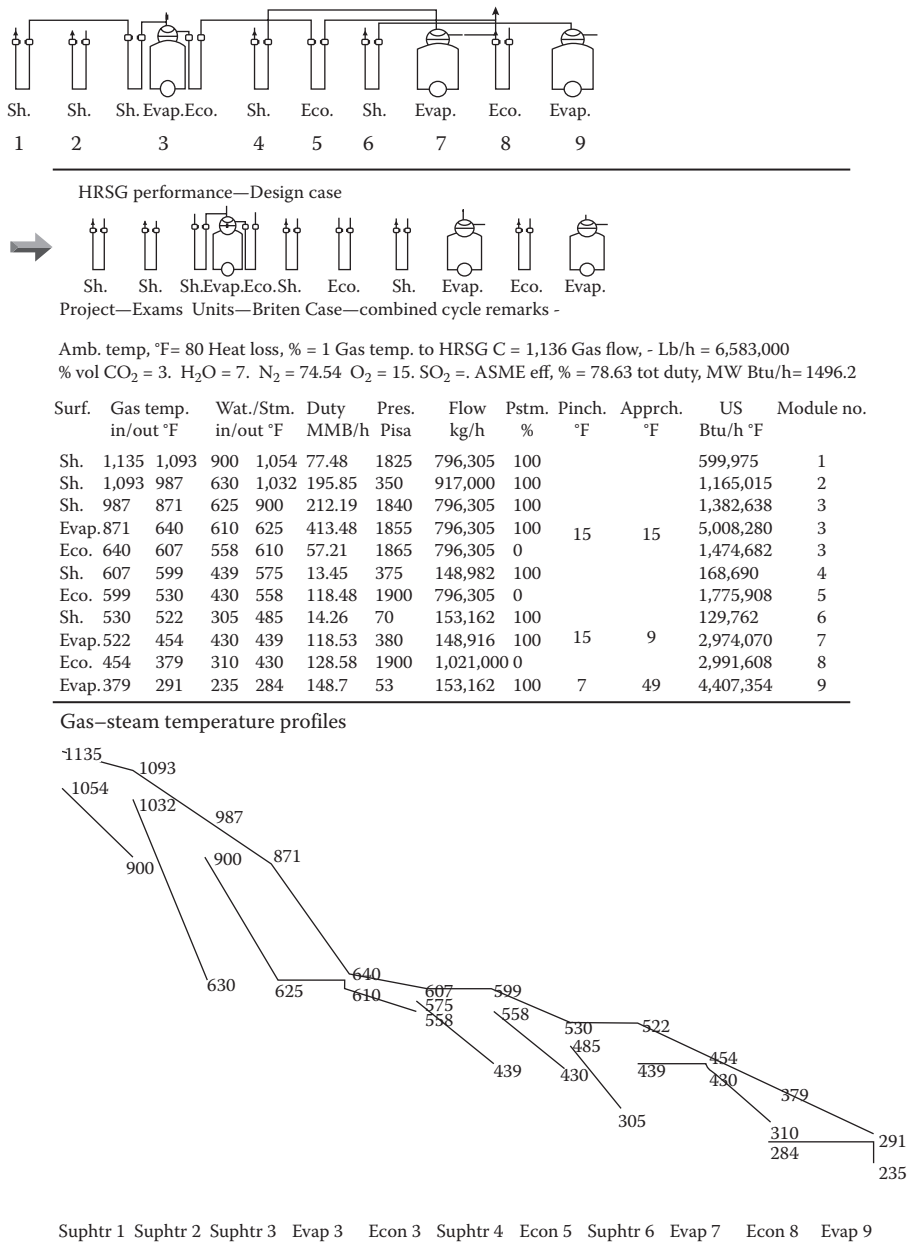 Sh. Sh. Sh. Evap.Eco. Sh. Eco. Sh. Evap. Eco. Evap.
1 2 3 4 5 6 7 8 9
HRSG performance—Design case
Sh. Sh. Sh.Evap.Eco.Sh. Eco. Sh. Evap. Eco. Evap.
Project—Exams Units—Briten Case—combined cycle remarks -
Amb. temp, °F= 80 Heat loss, % = 1 Gas temp. to HRSG C = 1,136 Gas flow, - Lb/h = 6,583,000
% vol CO2 = 3. H2O = 7. N2 = 74.54 O2 = 15. SO2 =. ASME eff, % = 78.63 tot duty, MW Btu/h= 1496.2
Surf. Gas temp. Wat./Stm. Duty Pres. Flow Pstm. Pinch. Apprch. US Module no.
in/out °F in/out °F MMB/h Pisa kg/h % °F °F Btu/h °F
Sh. 1,135 1,093 900 1,054 77.48 1825 796,305 100 599,975 1
Sh. 1,093 987 630 1,032 195.85 350 917,000 100 1,165,015 2
Sh. 987 871 625 900 212.19 1840 796,305 100 1,382,638 3
Evap. 871 640 610 625 413.48 1855 796,305 100 15 15 5,008,280 3
Eco. 640 607 558 610 57.21 1865 796,305 0 1,474,682 3
Sh. 607 599 439 575 13.45 375 148,982 100 168,690 4
Eco. 599 530 430 558 118.48 1900 796,305 0 1,775,908 5
Sh. 530 522 305 485 14.26 70 153,162 100 129,762 6
Evap. 522 454 430 439 118.53 380 148,916 100 15 9 2,974,070 7
Eco. 454 379 310 430 128.58 1900 1,021,000 0 2,991,608 8
Evap. 379 291 235 284 148.7 53 153,162 100 7 49 4,407,354 9
Gas–steam temperature profiles
1135
1093
1054
1032
987
900
900
871
640
630
625
610
607
599
575
558
558
530
522
485
454
439
439
430
430
379
305
310
291
284
235
Suphtr 1 Suphtr 2 Suphtr 3 Evap 3 Econ 3 Suphtr 4 Econ 5 Suphtr 6 Evap 7 Econ 8 Evap 9